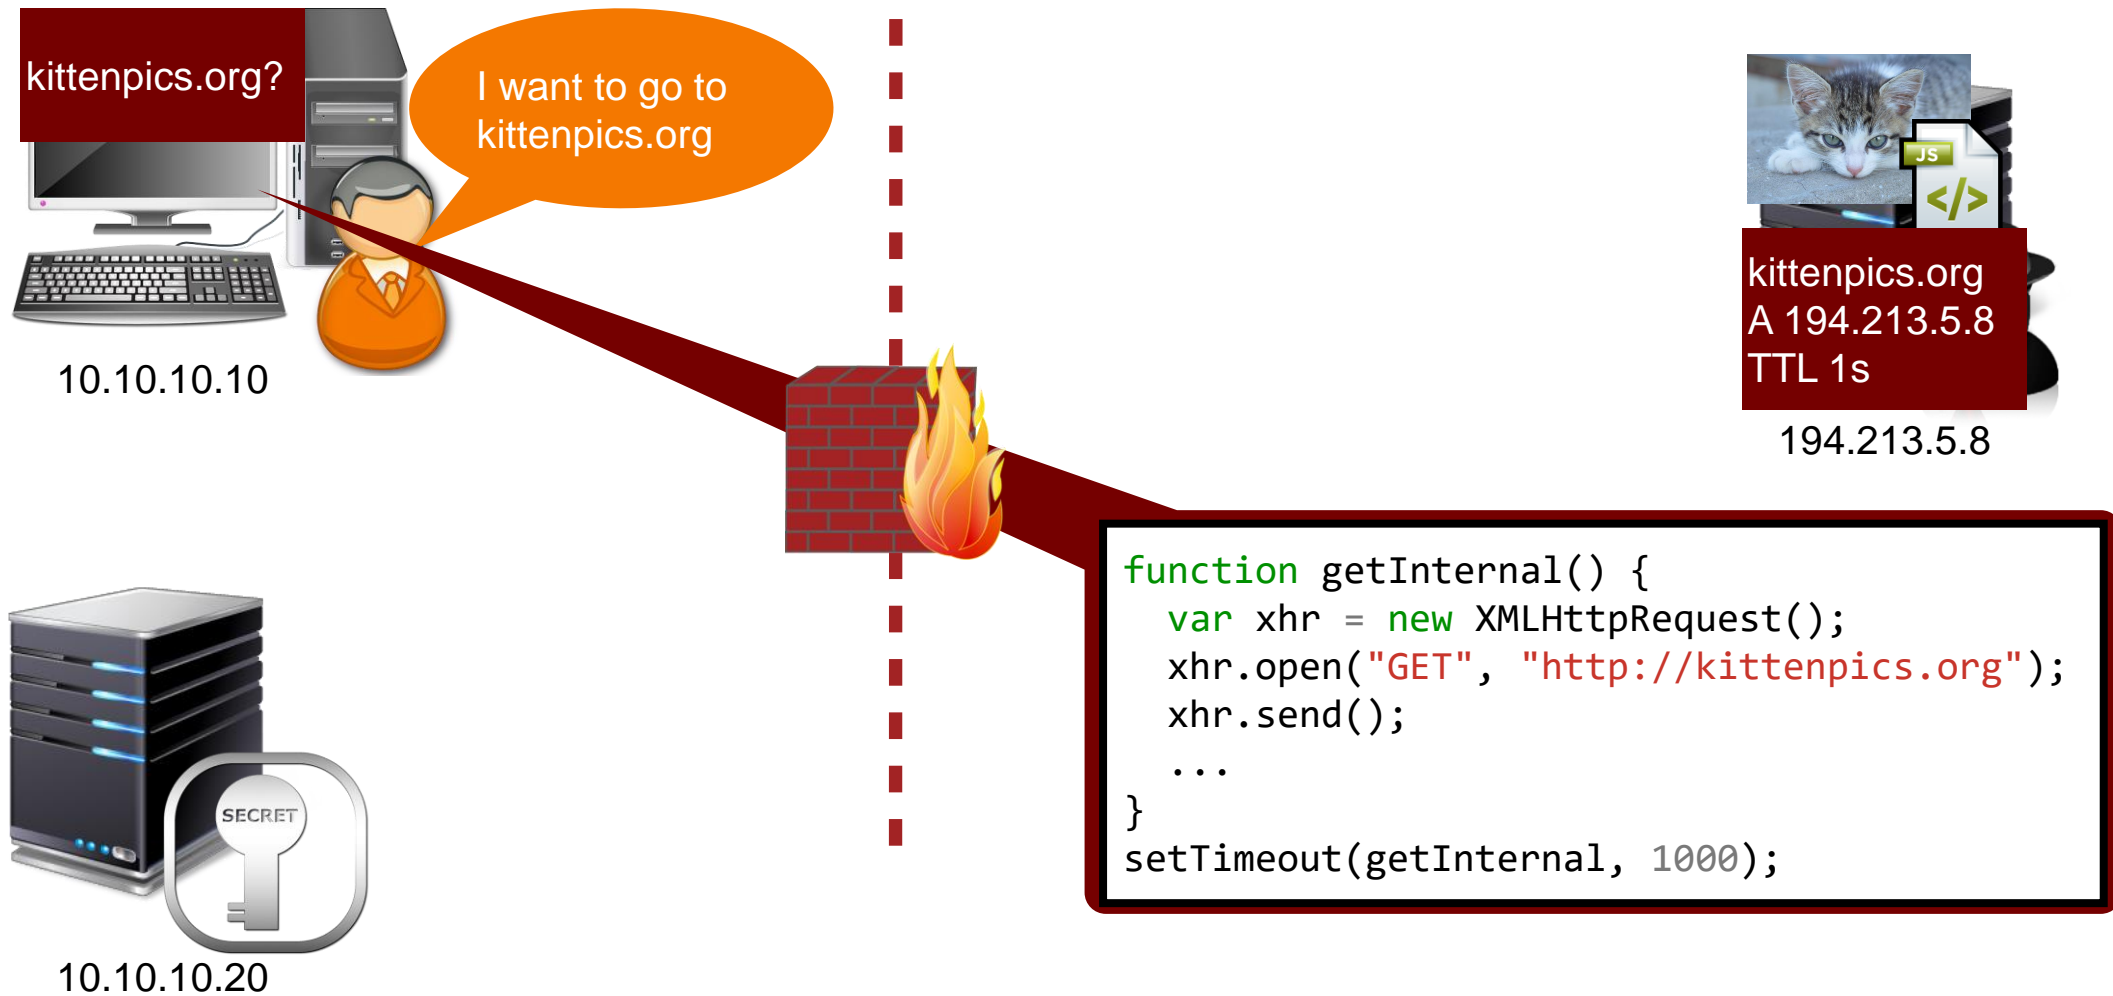 kittenpics.org?
I want to go to
kittenpics.org
10.10.10.10
JS
</>
kittenpics.org
A 194.213.5.8
TTL 1s
194.213.5.8
function getInternal() {
  var xhr = new XMLHttpRequest();
  xhr.open("GET", "http://kittenpics.org");
  xhr.send();
  ...
}
setTimeout(getInternal, 1000);
SECRET
10.10.10.20